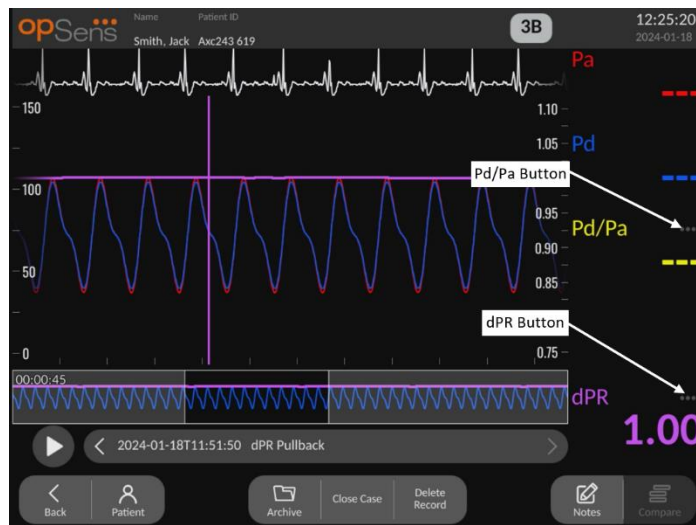 opSens
Name
Patient ID
Smith, Jack
Axc243 619
3B
12:25:20
2024-01-18
Pa
150
1.10
1.05
Pd
Pd/Pa Button
100
0.95
Pd/Pa
0.90
50
0.85
dPR Button
0
0.75
00:00:45
dPR
1.00
2024-01-18T11:51:50 dPR Pullback
Back
Patient
Archive
Close Case
Delete
Record
Notes
Compare